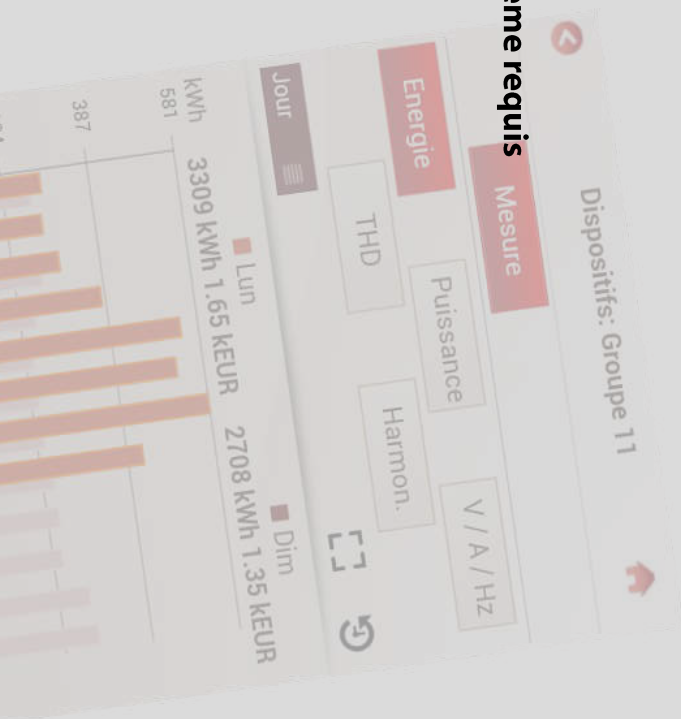 ème requis
Dispositifs: Groupe 11
Mesure
Energie
Puissance
V / A / Hz
THD
Harmon.
Jour
Lun
Dim
3309 kWh 1.65 kEUR
2708 kWh 1.35 kEUR
kWh
581
387